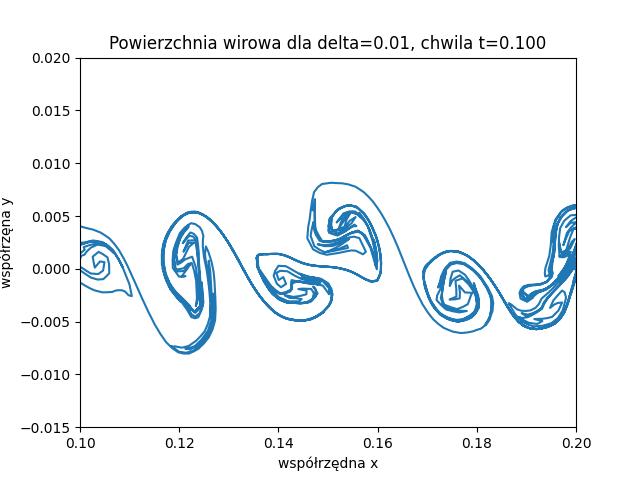 Powierzchnia wirowa dla delta=0.01, chwila t=0.100
0.020
0.015
0.010
0.005
0.000
−0.005
−0.010
−0.015
współrzęna y
0.10 0.12 0.14 0.16 0.18 0.20
współrzędna x